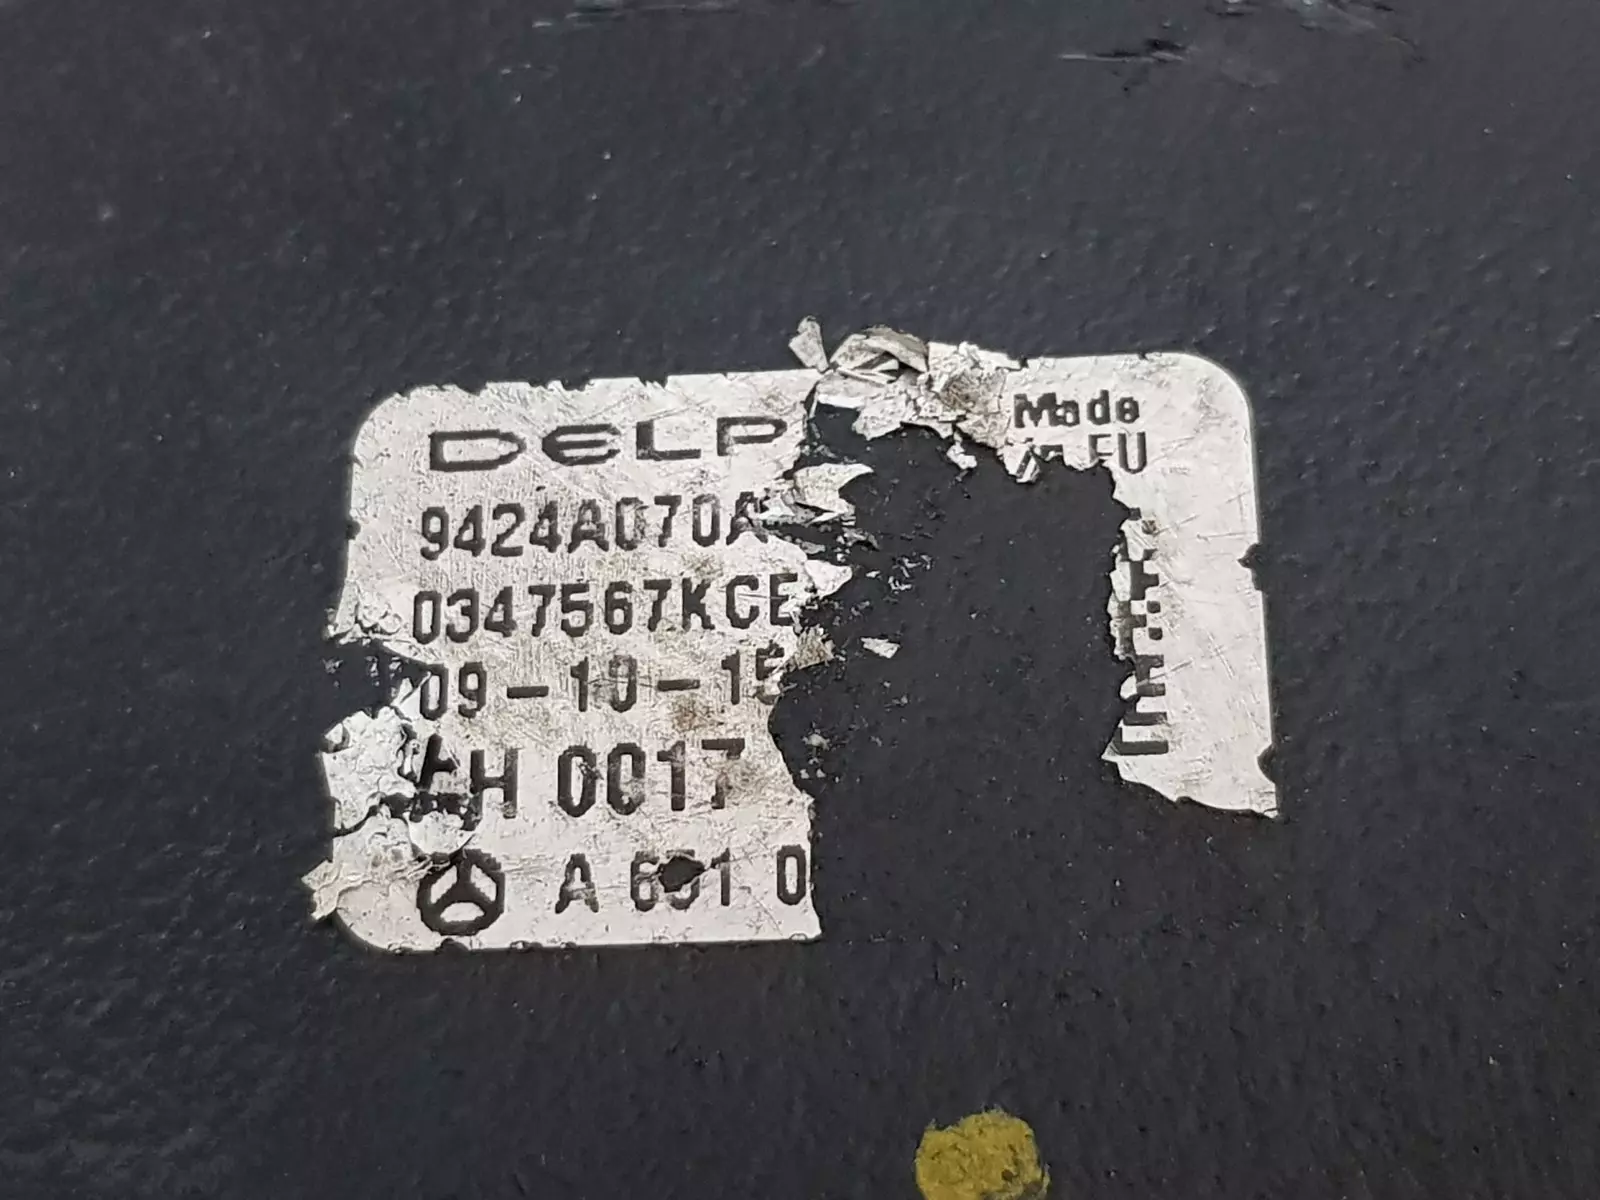 DELP
Made
EU
9424A070A
0347567KCE
09-10-15
H 0017
A 651 0